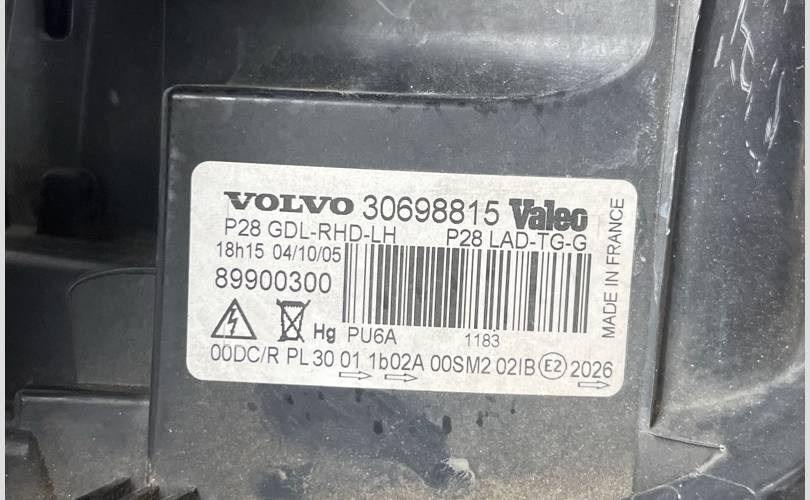 VOLVO 30698815 Valeo
P28 GDL-RHD-LH P28 LAD-TG-G
18h15 04/10/05
89900300
Hg PU6A 1183
00DC/R PL 30 01 1b02A 00SM2 02IB E2 2026
MADE IN FRANCE